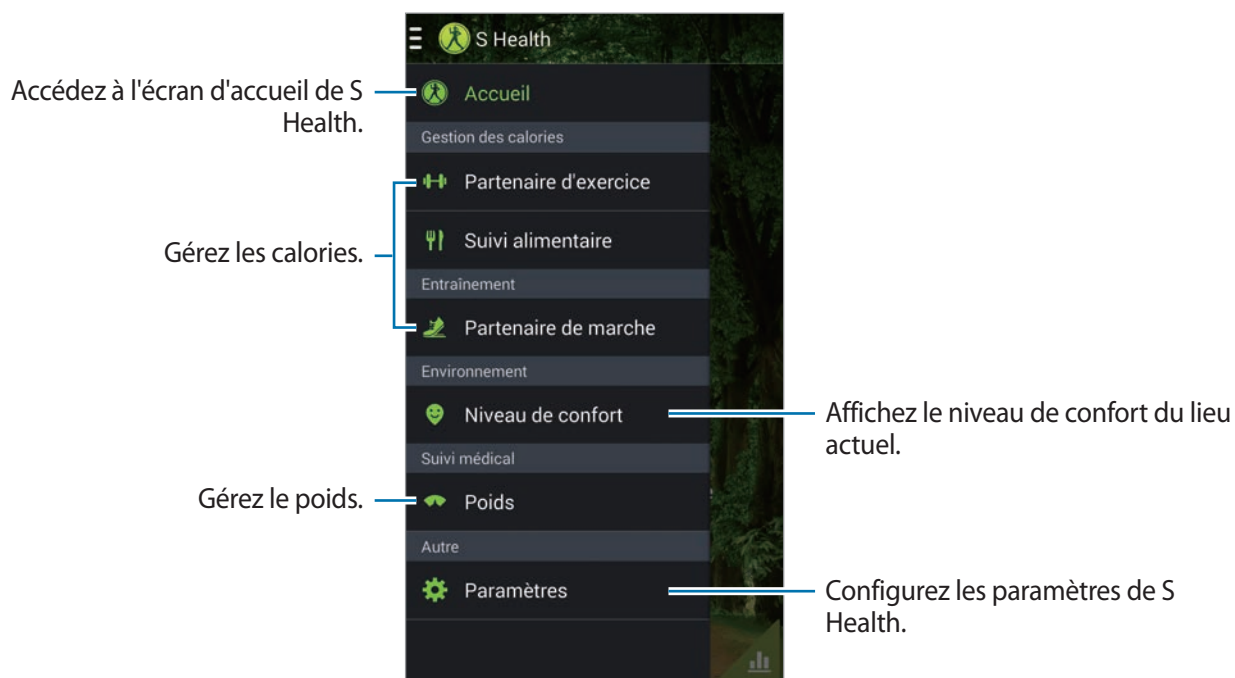 S Health
Accédez à l'écran d'accueil de S
Health.
Accueil
Gestion des calories
Partenaire d'exercice
Gérez les calories.
Suivi alimentaire
Entraînement
Partenaire de marche
Environnement
Niveau de confort
Affichez le niveau de confort du lieu
actuel.
Suivi médical
Gérez le poids.
Poids
Autre
Paramètres
Configurez les paramètres de S
Health.